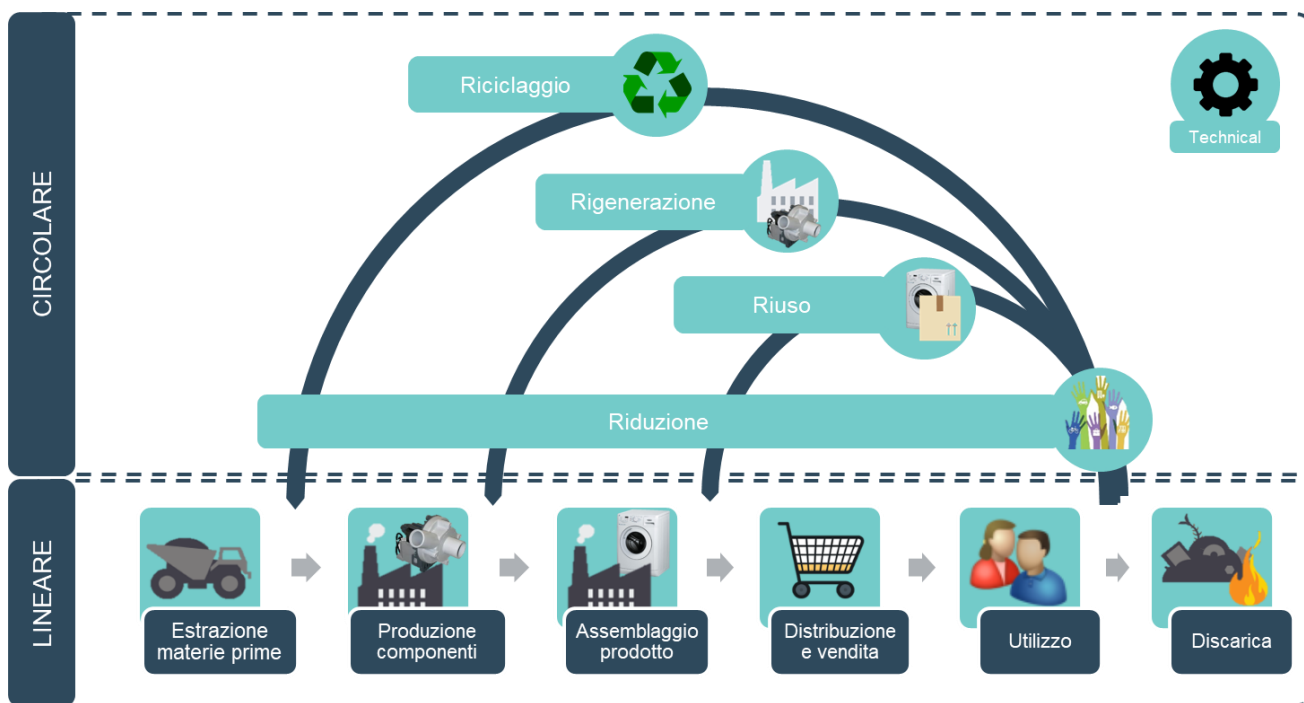 CIRCOLARE
Riciclaggio
Technical
Rigenerazione
Riuso
Riduzione
LINEARE
Estrazione
materie prime
Produzione
componenti
Assemblaggio
prodotto
Distribuzione
e vendita
Utilizzo
Discarica